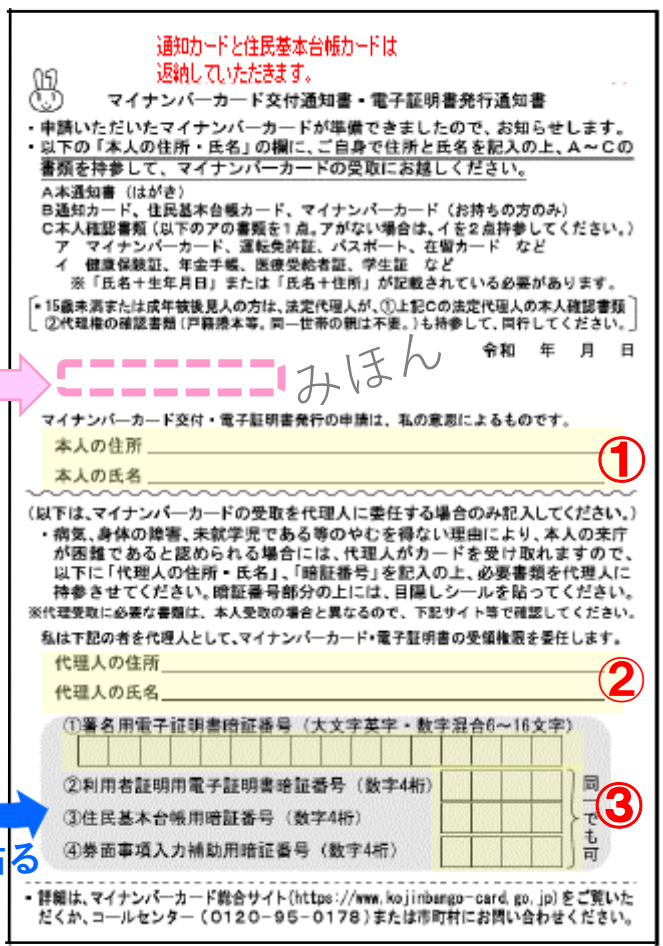 通知カードと住民基本台帳カードは
返納していただきます。
マイナンバーカード交付通知書・電子証明書発行通知書
・申請いただいたマイナンバーカードが準備できましたので、お知らせします。
・以下の「本人の住所・氏名」の欄に、ご自身で住所と氏名を記入の上、A~Cの
書類を持参して、マイナンバーカードの受取にお越しください。
A本通知書（はがき）
B通知カード、住民基本台帳カード、マイナンバーカード（お持ちの方のみ）
C本人確認書類（以下のアの書類を1点。アがない場合は、イを2点持参してください。）
ア　マイナンバーカード、運転免許証、パスポート、在留カード　など
イ　健康保険証、年金手帳、医療受給者証、学生証　など
※「氏名＋生年月日」または「氏名＋住所」が記載されている必要があります。
・15歳未満または成年被後見人の方は、法定代理人が、①上記Cの法定代理人の本人確認書類
②代理権の確認書類（戸籍謄本等。同一世帯の親は不要。）も持参して、同行してください。
令和　年　月　日
みほん
マイナンバーカード交付・電子証明書発行の申請は、私の意思によるものです。
本人の住所
①
本人の氏名
（以下は、マイナンバーカードの受取を代理人に委任する場合のみ記入してください。）
・病気、身体の障害、未就学児である等のやむを得ない理由により、本人の来庁
が困難であると認められる場合には、代理人がカードを受け取れますので、
以下に「代理人の住所・氏名」、「暗証番号」を記入の上、必要書類を代理人に
持参させてください。暗証番号部分の上には、目隠しシールを貼ってください。
※代理受取に必要な書類は、本人受取の場合と異なるので、下記サイト等で確認してください。
私は下記の者を代理人として、マイナンバーカード・電子証明書の受領権限を委任します。
代理人の住所
②
代理人の氏名
①署名用電子証明書暗証番号（大文字英字・数字混合6~16文字）
②利用者証明用電子証明書暗証番号（数字4桁）
③住民基本台帳用暗証番号（数字4桁）
④券面事項入力補助用暗証番号（数字4桁）
同一でも可
③
る
・詳細は、マイナンバーカード総合サイト(https://www.kojinbango-card.go.jp)をご覧いた
だくか、コールセンター（0120-95-0178）または市町村にお問い合わせください。